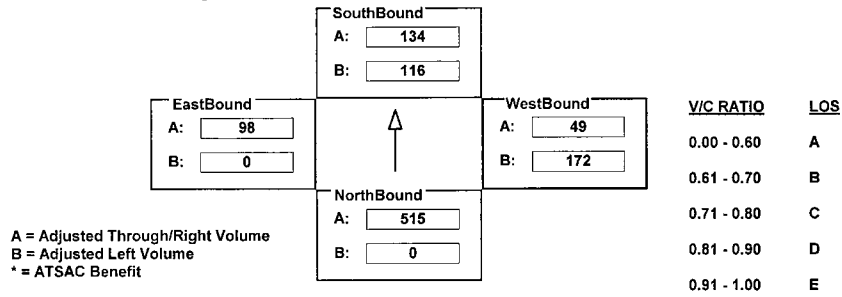 SouthBound
A: 134
B: 116
EastBound
A: 98
B: 0
WestBound
A: 49
B: 172
NorthBound
A: 515
B: 0
A = Adjusted Through/Right Volume
B = Adjusted Left Volume
* = ATSAC Benefit
V/C RATIO LOS
0.00 - 0.60 A
0.61 - 0.70 B
0.71 - 0.80 C
0.81 - 0.90 D
0.91 - 1.00 E